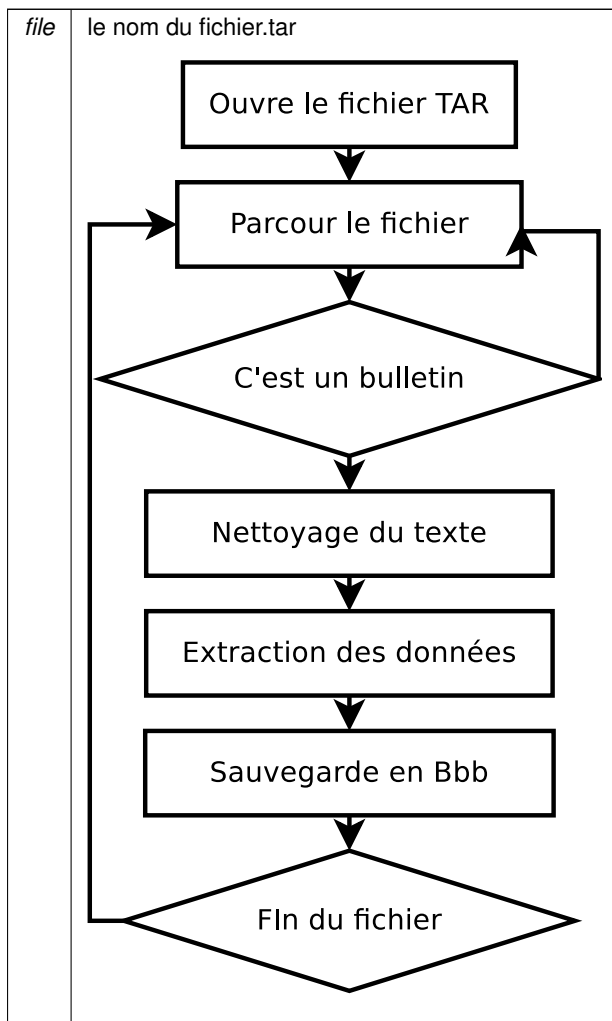 file le nom du fichier.tar
Ouvre le fichier TAR
Parcour le fichier
C'est un bulletin
Nettoyage du texte
Extraction des données
Sauvegarde en Bbb
FIn du fichier